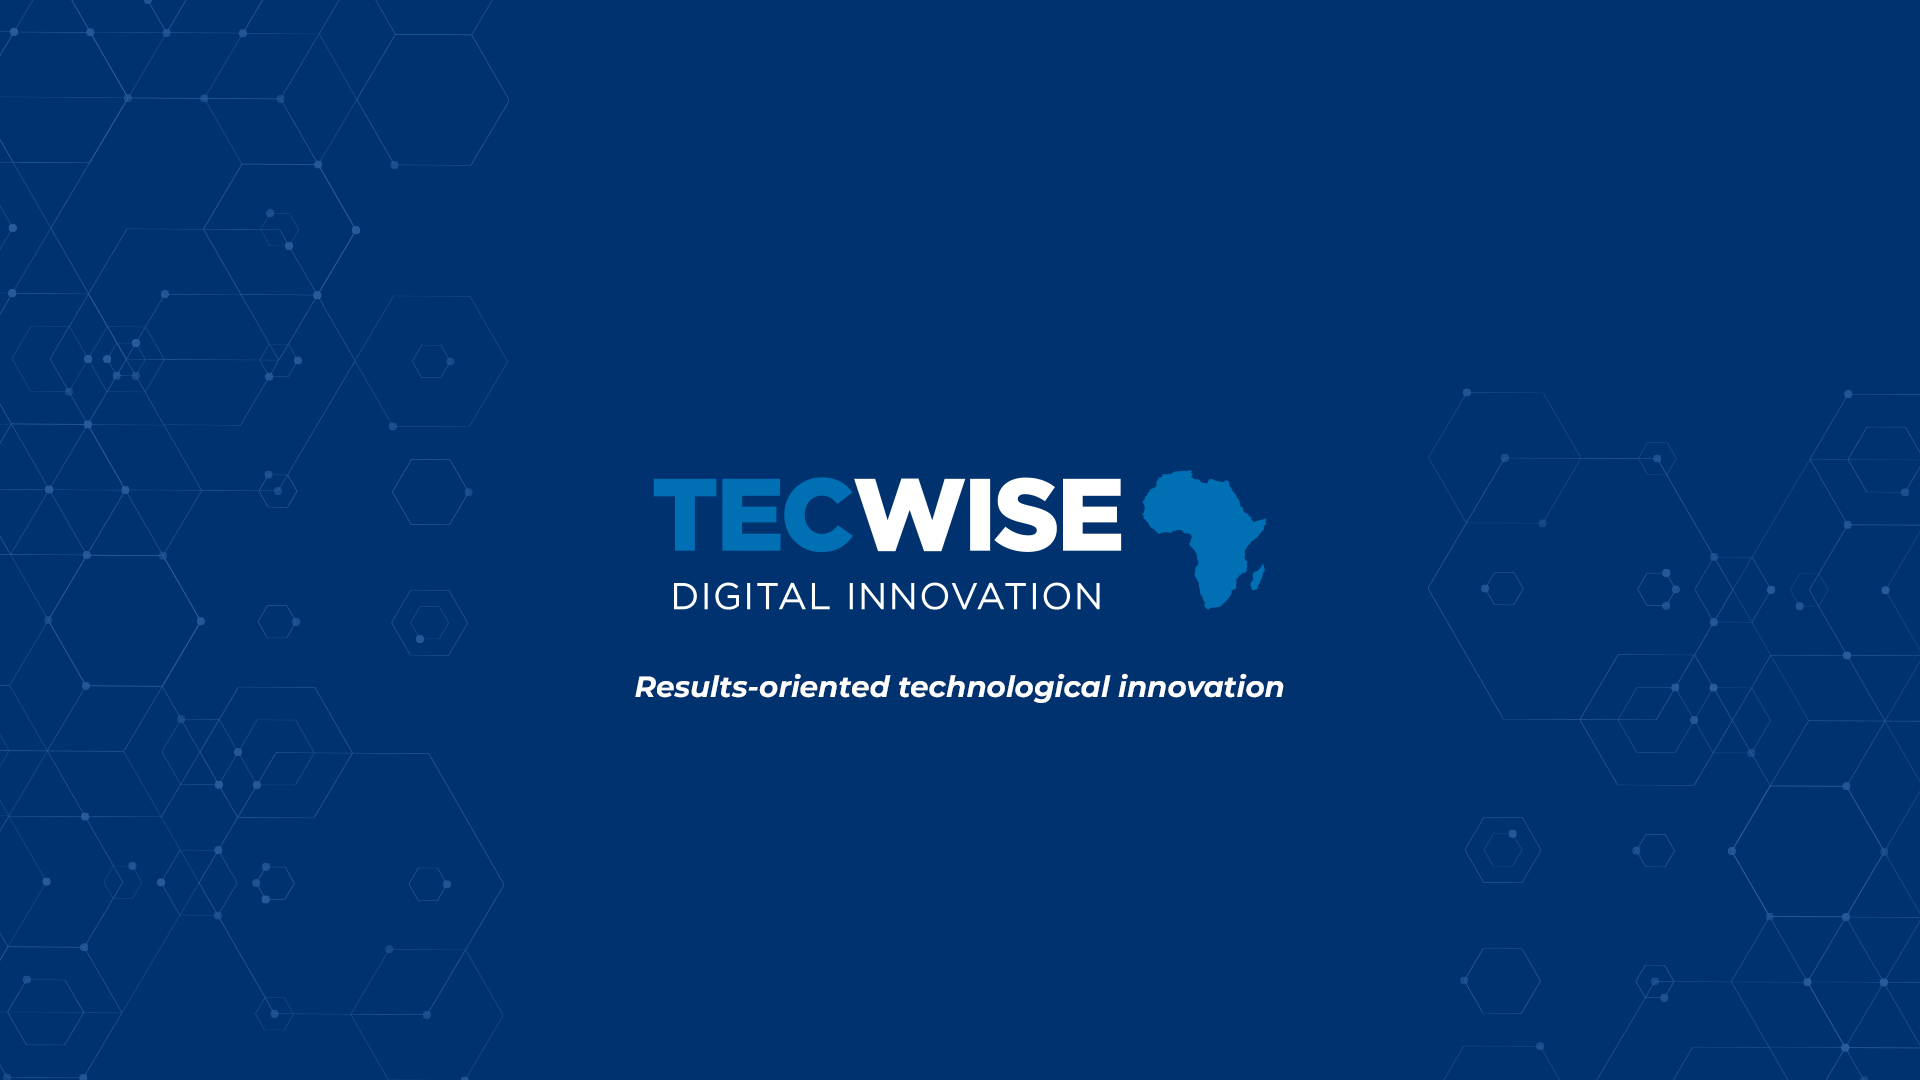 TECWISE
DIGITAL INNOVATION
Results-oriented technological innovation